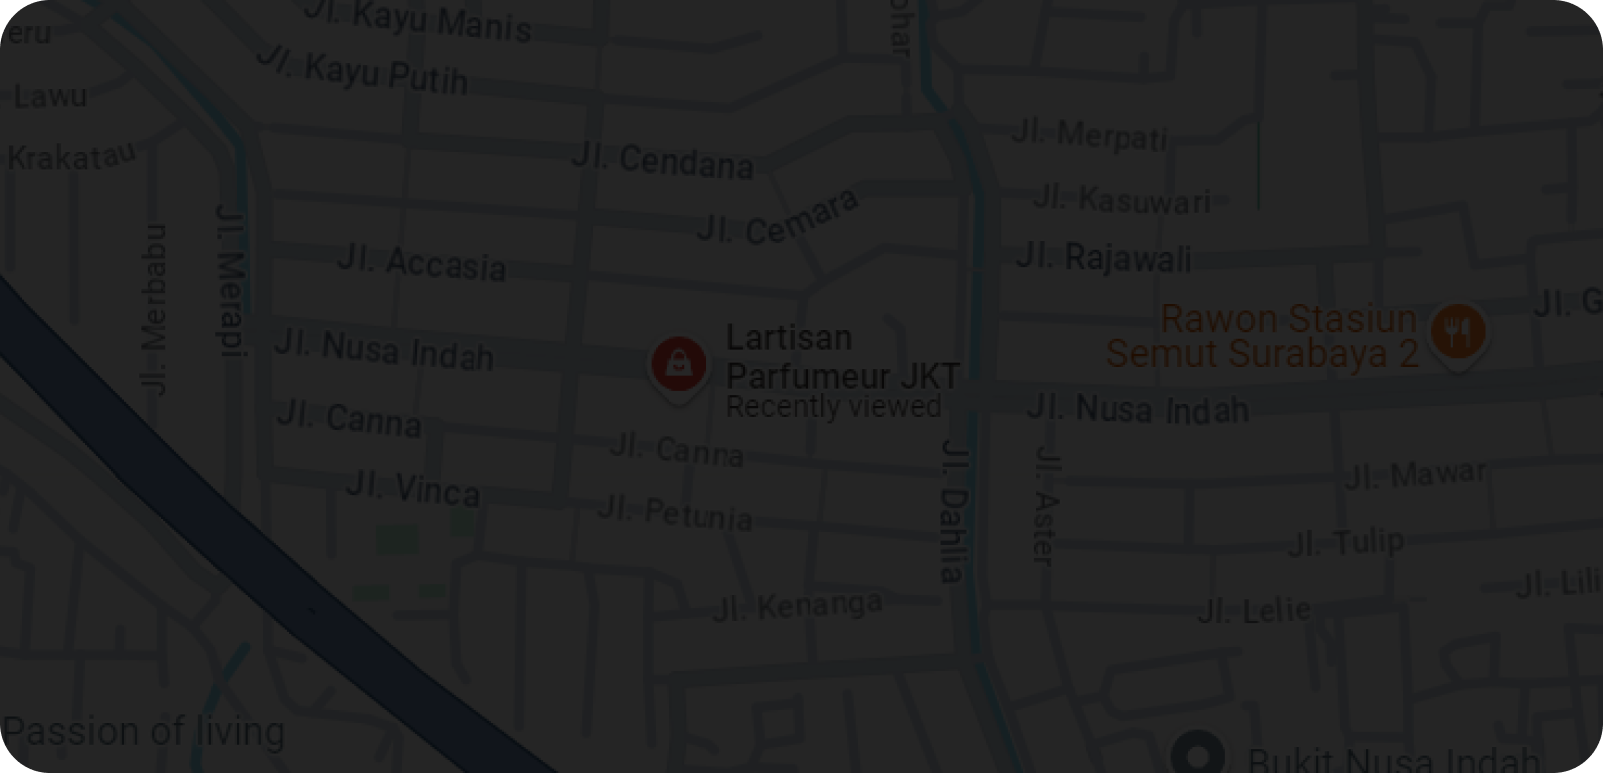 Jl. Kayu Manis
eru
Jl. Kayu Putih
Lawu
Jl. Merpati
Krakatau
Jl. Cendana
Jl. Kasuwari
Jl. Cemara
Jl. Merapi
Jl. Merbabu
Jl. Accasia
Jl. Rajawali
Rawon Stasiun
Semut Surabaya 2
Jl. G
Lartisan
Parfumeur JKT
Recently viewed
Jl. Nusa Indah
Jl. Nusa Indah
Jl. Canna
Jl. Canna
Jl. Dahlia
Jl. Aster
Jl. Mawar
Jl. Vinca
Jl. Petunia
Jl. Tulip
Jl. Lili
Jl. Kenanga
Jl. Lelie
Passion of living
Bukit Nusa Indah